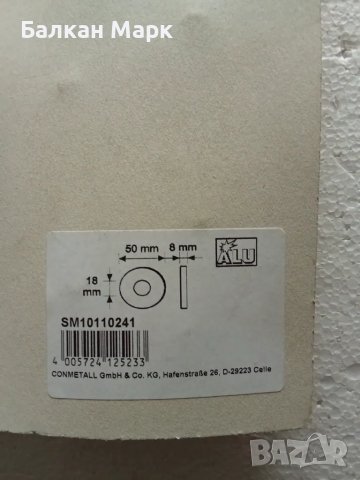 Балкан Марк
50 mm 8 mm
ALU
18
mm
SM10110241
4 005724 125233
CONMETALL GmbH & Co. KG, Hafenstraße 26, D-29223 Celle
BAZAR